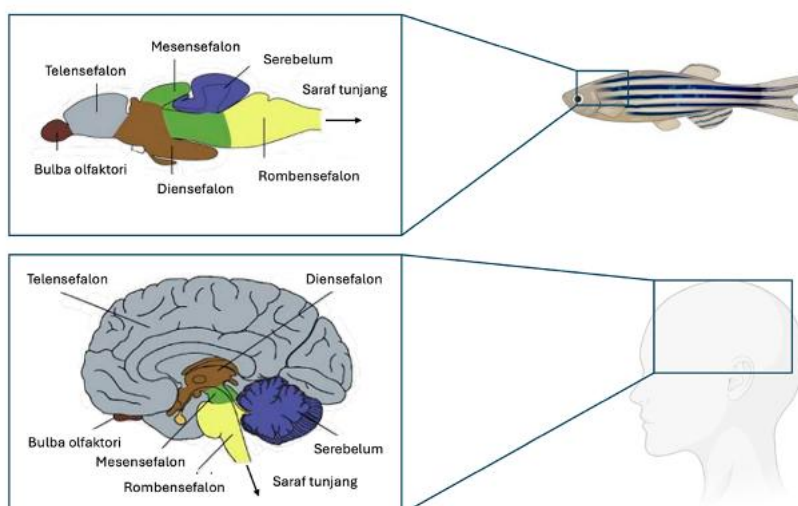 Mesensefalon
Serebelum
Telensefalon
Saraf tunjang
Bulba olfaktori
Diensefalon
Rombensefalon
Telensefalon
Diensefalon
Bulba olfaktori
Mesensefalon
Rombensefalon
Serebelum
Saraf tunjang